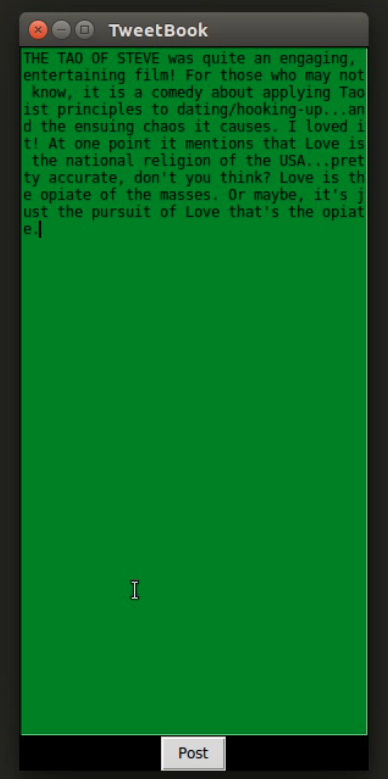 TweetBook
THE TAO OF STEVE was quite an engaging,
entertaining film! For those who may not
 know, it is a comedy about applying Tao
ist principles to dating/hooking-up...an
d the ensuing chaos it causes. I loved i
t! At one point it mentions that Love is
 the national religion of the USA...pret
ty accurate, don't you think? Love is th
e opiate of the masses. Or maybe, it's j
ust the pursuit of Love that's the opiat
e.
Post